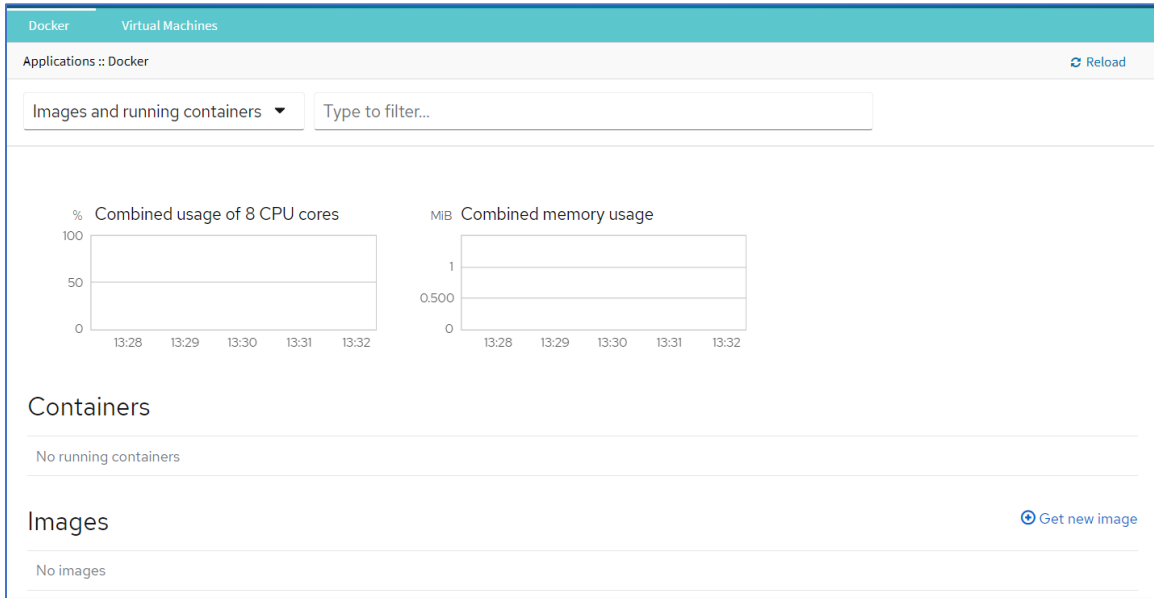 Docker Virtual Machines
Applications :: Docker Reload
Images and running containers Type to filter...
% Combined usage of 8 CPU cores
100
50
0
13:28 13:29 13:30 13:31 13:32
MiB Combined memory usage
1
0.500
0
13:28 13:29 13:30 13:31 13:32
Containers
No running containers
Images Get new image
No images